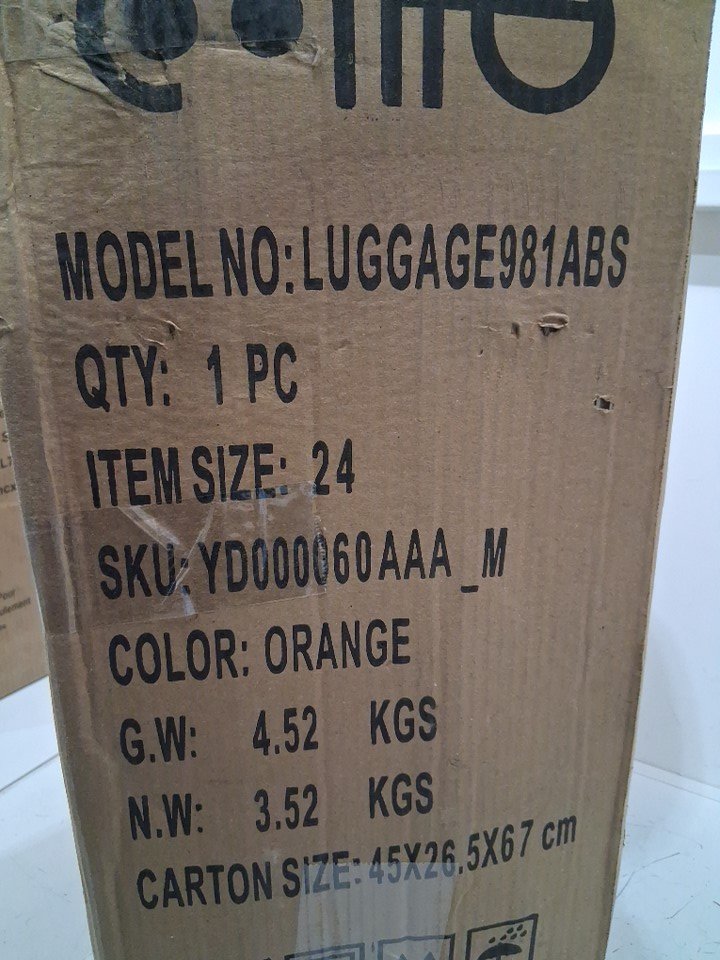 MODEL NO: LUGGAGE981ABS
QTY: 1 PC
ITEM SIZE: 24
SKU: YD000060AAA_M
COLOR: ORANGE
G.W: 4.52 KGS
N.W: 3.52 KGS
CARTON SIZE: 45X26.5X67 cm